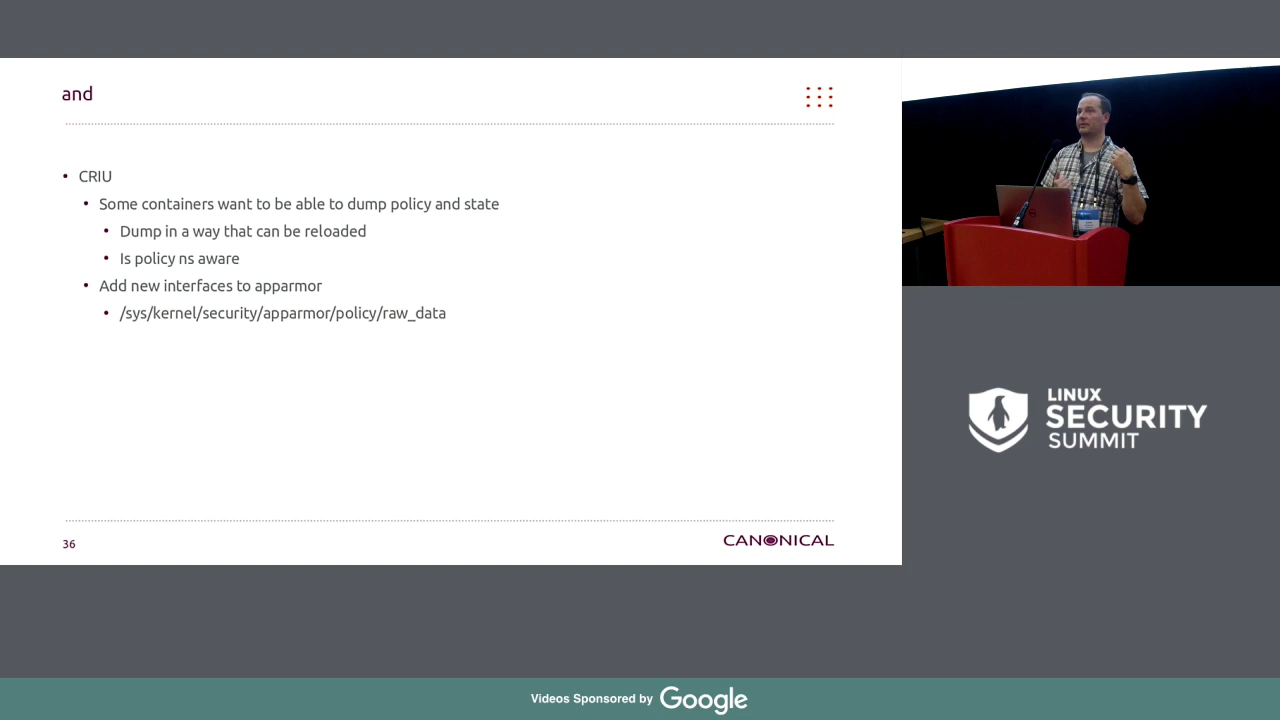 and
• CRIU
• Some containers want to be able to dump policy and state
• Dump in a way that can be reloaded
• Is policy ns aware
• Add new interfaces to apparmor
• /sys/kernel/security/apparmor/policy/raw_data
36
CANONICAL
LINUX
SECURITY
SUMMIT
Videos Sponsored by Google